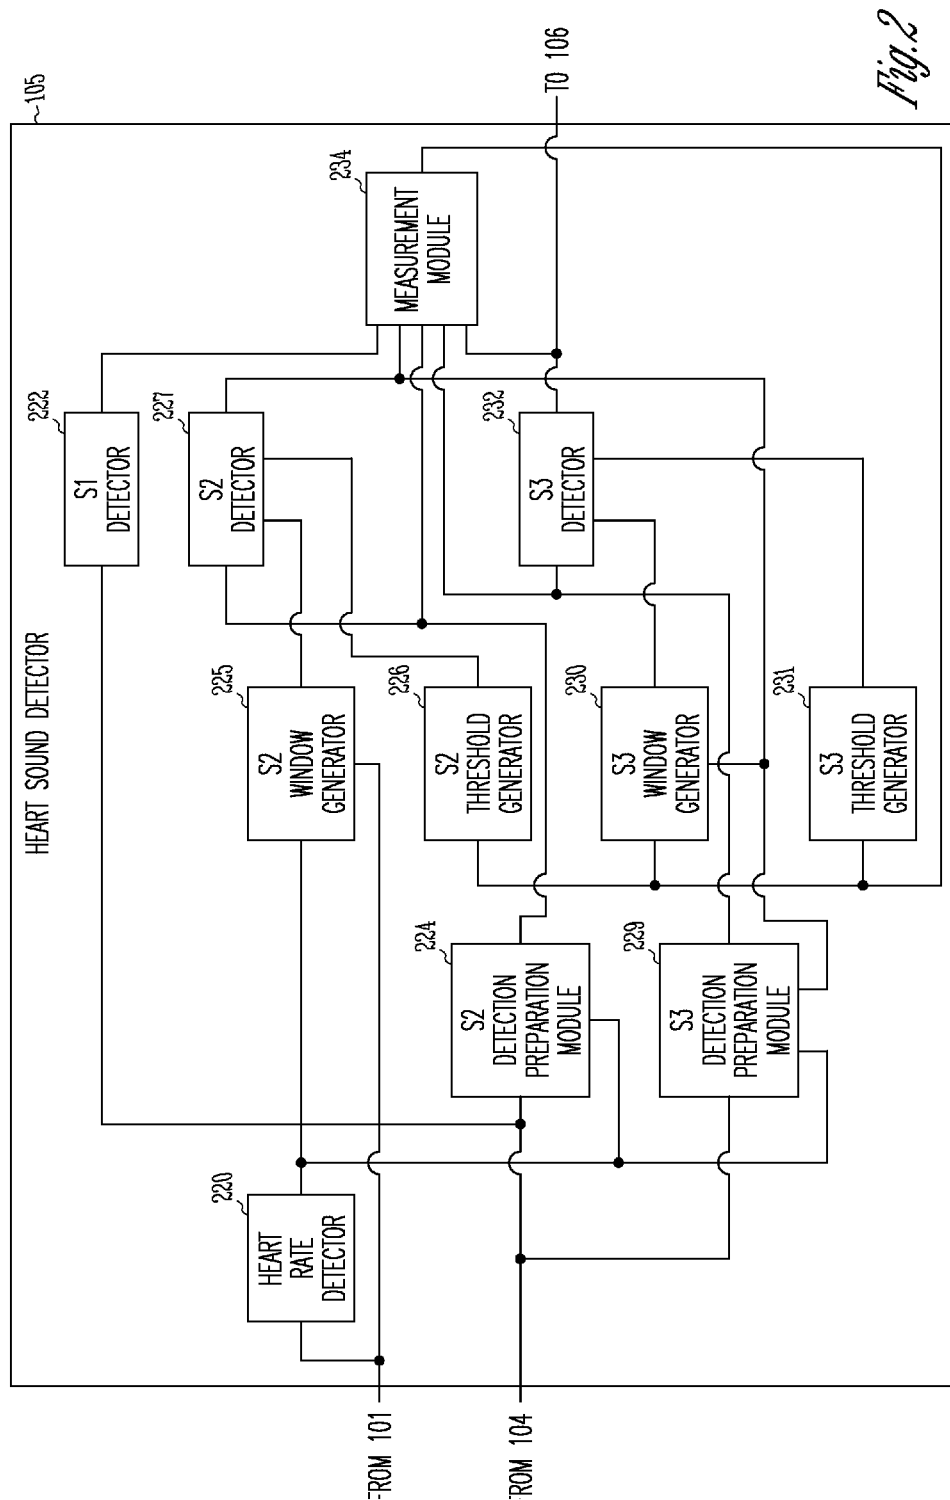 105
HEART SOUND DETECTOR
222
S1
DETECTOR
227
S2
DETECTOR
220
HEART
RATE
DETECTOR
225
S2
WINDOW
GENERATOR
234
MEASUREMENT
MODULE
FROM 101
224
S2
DETECTION
PREPARATION
MODULE
226
S2
THRESHOLD
GENERATOR
232
S3
DETECTOR
FROM 104
TO 106
230
S3
WINDOW
GENERATOR
229
S3
DETECTION
PREPARATION
MODULE
231
S3
THRESHOLD
GENERATOR
Fig.2